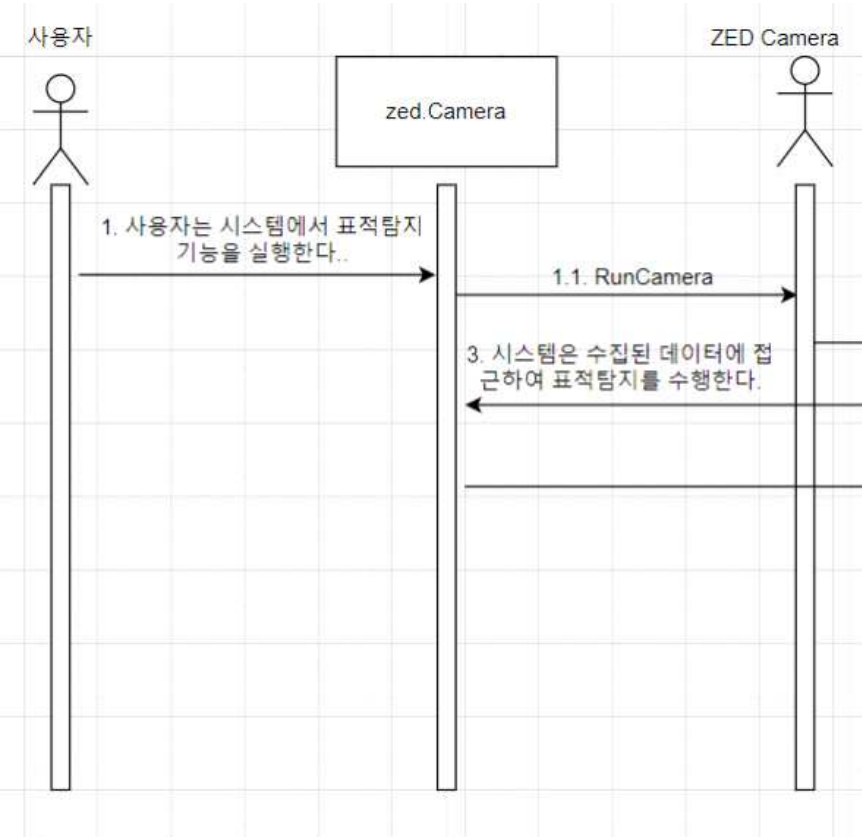 사용자
ZED Camera
zed.Camera
1. 사용자는 시스템에서 표적탐지
기능을 실행한다..
1.1. RunCamera
3. 시스템은 수집된 데이터에 접
근하여 표적탐지를 수행한다.